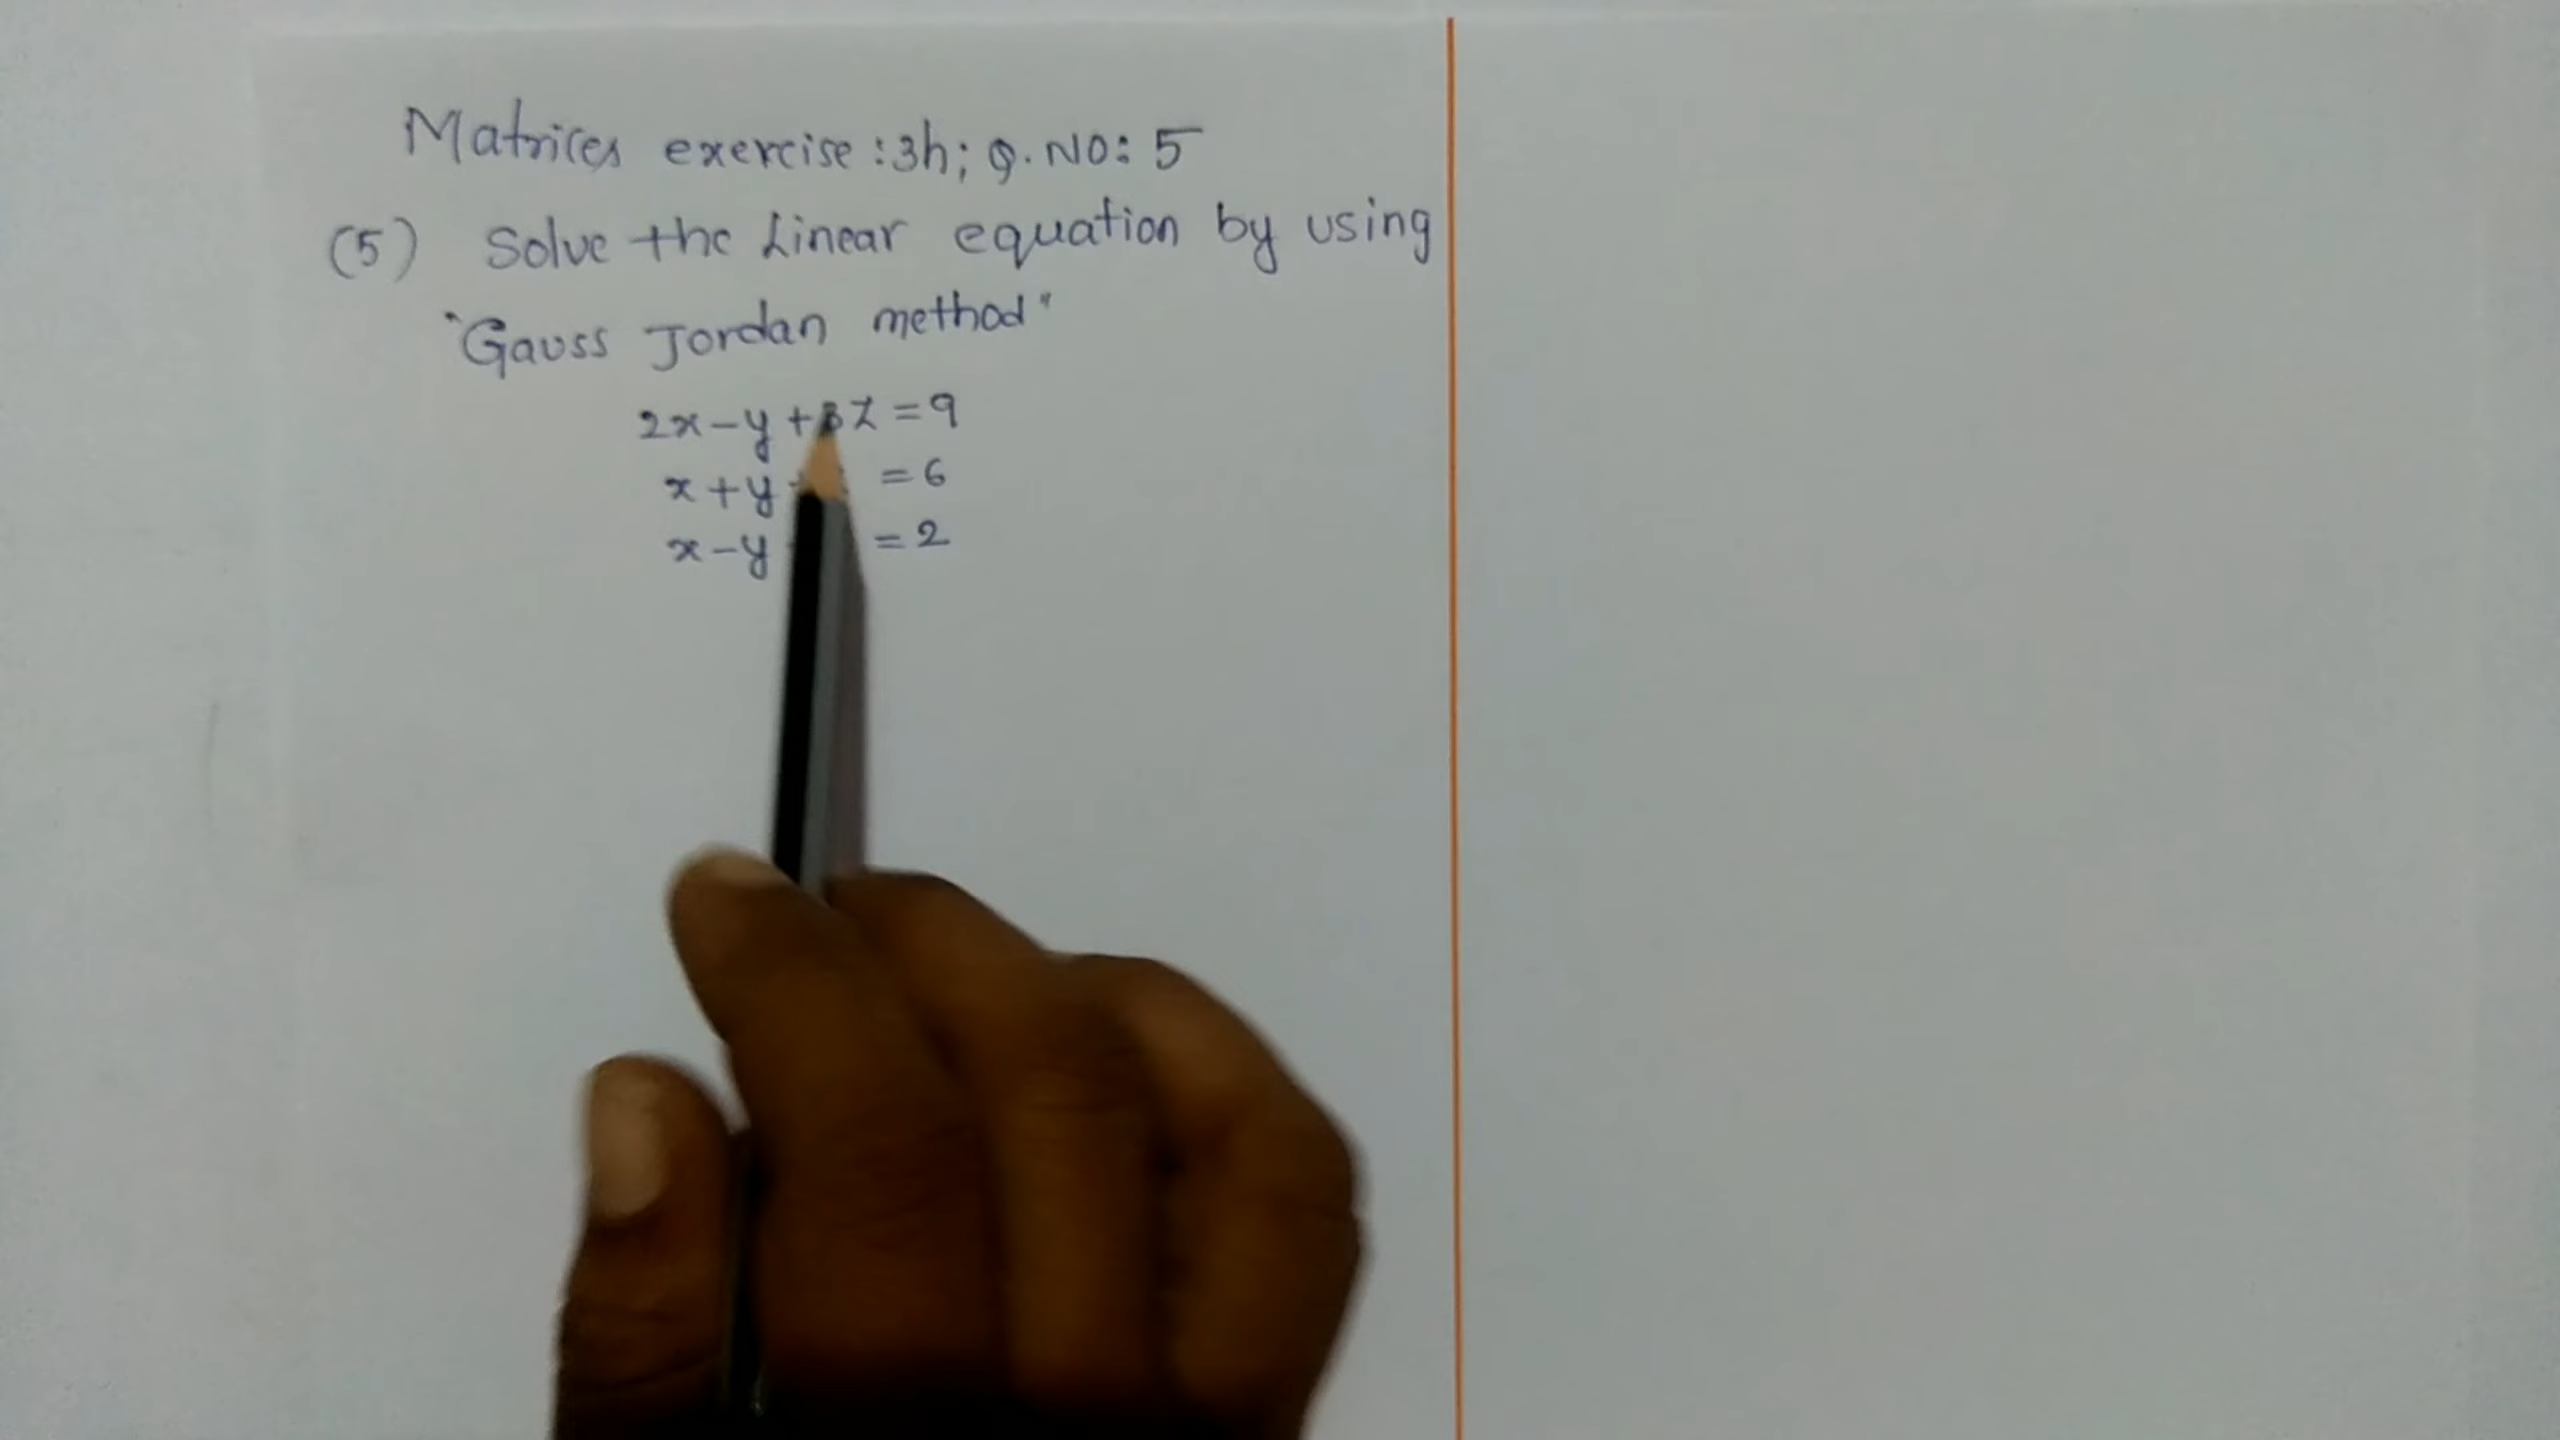 Matrices exercise : 3h; Q. NO: 5
(5) Solve the Linear equation by using
"Gauss Jordan method"
2x - y + 3z = 9
x + y = 6
x - y = 2